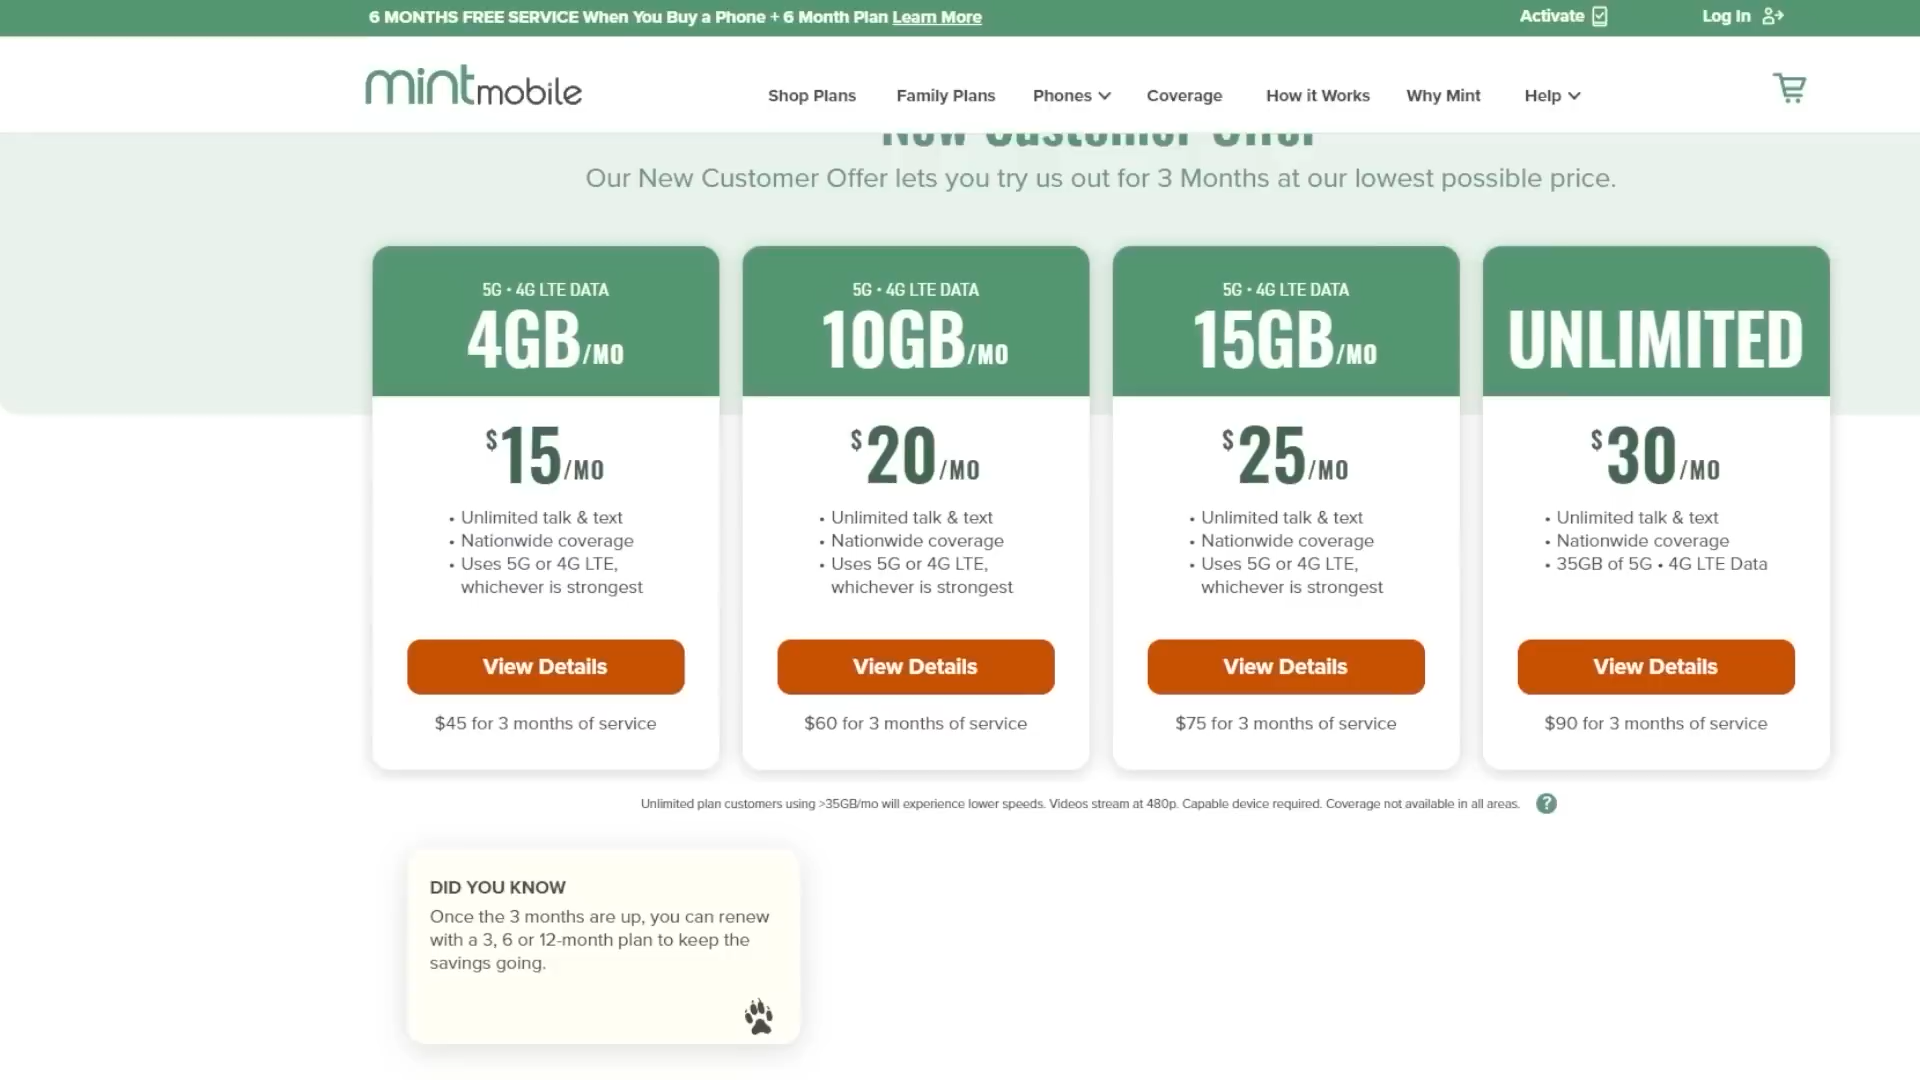 6 MONTHS FREE SERVICE When You Buy a Phone + 6 Month Plan Learn More
Activate
Log In
mintmobile
Shop Plans
Family Plans
Phones
Coverage
How it Works
Why Mint
Help
New Customer Offer
Our New Customer Offer lets you try us out for 3 Months at our lowest possible price.
5G • 4G LTE DATA
4GB/MO
$15/MO
• Unlimited talk & text
• Nationwide coverage
• Uses 5G or 4G LTE,
whichever is strongest
View Details
$45 for 3 months of service
5G • 4G LTE DATA
10GB/MO
$20/MO
• Unlimited talk & text
• Nationwide coverage
• Uses 5G or 4G LTE,
whichever is strongest
View Details
$60 for 3 months of service
5G • 4G LTE DATA
15GB/MO
$25/MO
• Unlimited talk & text
• Nationwide coverage
• Uses 5G or 4G LTE,
whichever is strongest
View Details
$75 for 3 months of service
UNLIMITED
$30/MO
• Unlimited talk & text
• Nationwide coverage
• 35GB of 5G • 4G LTE Data
View Details
$90 for 3 months of service
Unlimited plan customers using >35GB/mo will experience lower speeds. Videos stream at 480p. Capable device required. Coverage not available in all areas. ?
DID YOU KNOW
Once the 3 months are up, you can renew
with a 3, 6 or 12-month plan to keep the
savings going.